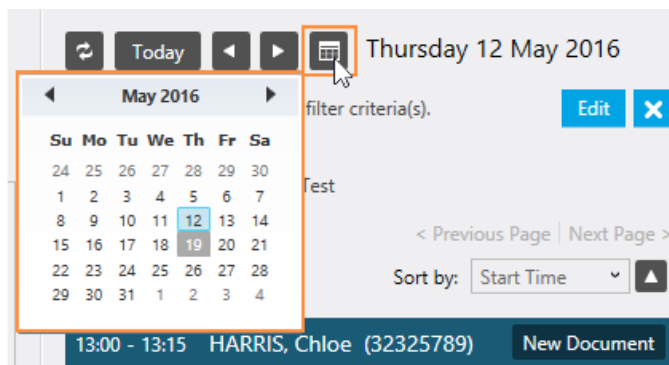 Today
Thursday 12 May 2016
May 2016
filter criteria(s).
Edit
Su Mo Tu We Th Fr Sa
24 25 26 27 28 29 30
1 2 3 4 5 6 7
8 9 10 11 12 13 14
15 16 17 18 19 20 21
22 23 24 25 26 27 28
29 30 31 1 2 3 4
Test
< Previous Page | Next Page >
Sort by: Start Time
13:00 - 13:15 HARRIS, Chloe (32325789) New Document